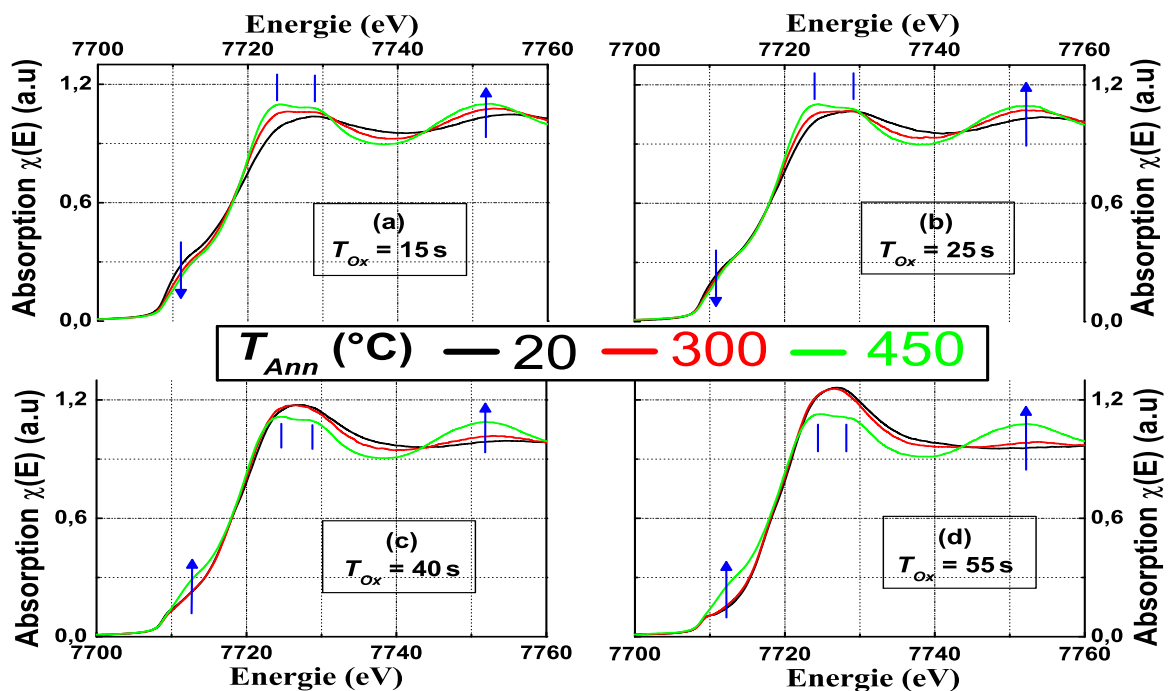 Energie (eV)
Energie (eV)
7700 7720 7740 7760
7700 7720 7740 7760
1,2
0,6
0,0
Absorption χ(E) (a.u)
(a)
T_Ox = 15 s
1,2
0,6
0,0
Absorption χ(E) (a.u)
(b)
T_Ox = 25 s
T_Ann (°C) 20 300 450
1,2
0,6
0,0
Absorption χ(E) (a.u)
(c)
T_Ox = 40 s
1,2
0,6
0,0
Absorption χ(E) (a.u)
(d)
T_Ox = 55 s
7700 7720 7740 7760
7700 7720 7740 7760
Energie (eV)
Energie (eV)